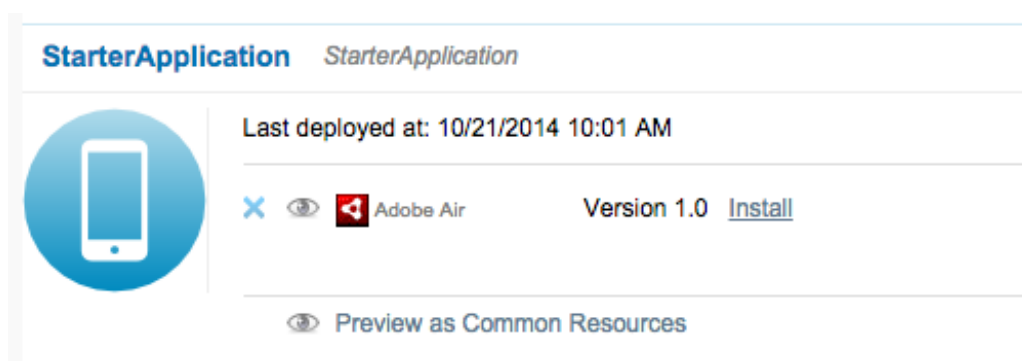 StarterApplication StarterApplication
Last deployed at: 10/21/2014 10:01 AM
Adobe Air Version 1.0 Install
Preview as Common Resources